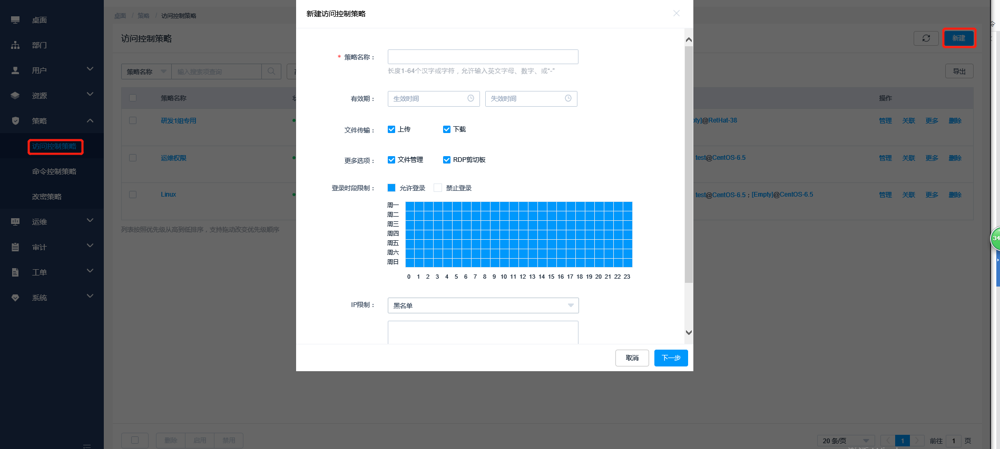 桌面
部门
用户
资源
策略
访问控制策略
命令控制策略
改密策略
运维
审计
工单
系统
桌面 / 策略 / 访问控制策略
访问控制策略
新建
策略名称 输入搜索项查询
导出
策略名称 操作
研发1组专用 pty]@RetHat-38 管理 关联 更多 删除
运维权限 test@CentOS-6.5 管理 关联 更多 删除
Linux test@CentOS-6.5；[Empty]@CentOS-6.5 管理 关联 更多 删除
列表按照优先级从高到低排序，支持拖动改变优先级顺序
删除 启用 禁用
20 条/页 1 前往 1 页
新建访问控制策略
* 策略名称：
长度1-64个汉字或字符，允许输入英文字母、数字、或“-”
有效期： 生效时间 失效时间
文件传输： 上传 下载
更多选项： 文件管理 RDP剪切板
登录时段限制： 允许登录 禁止登录
周一
周二
周三
周四
周五
周六
周日
0 1 2 3 4 5 6 7 8 9 10 11 12 13 14 15 16 17 18 19 20 21 22 23
IP限制： 黑名单
取消 下一步
34